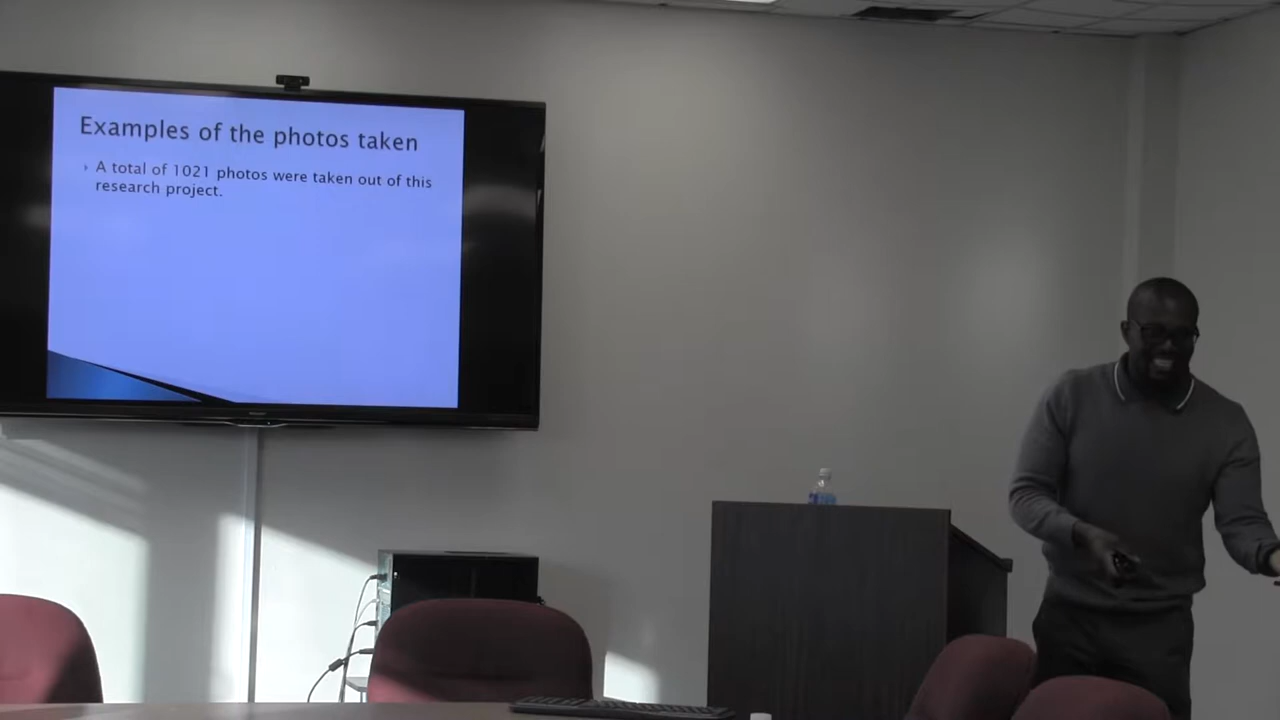 Examples of the photos taken
A total of 1021 photos were taken out of this
research project.